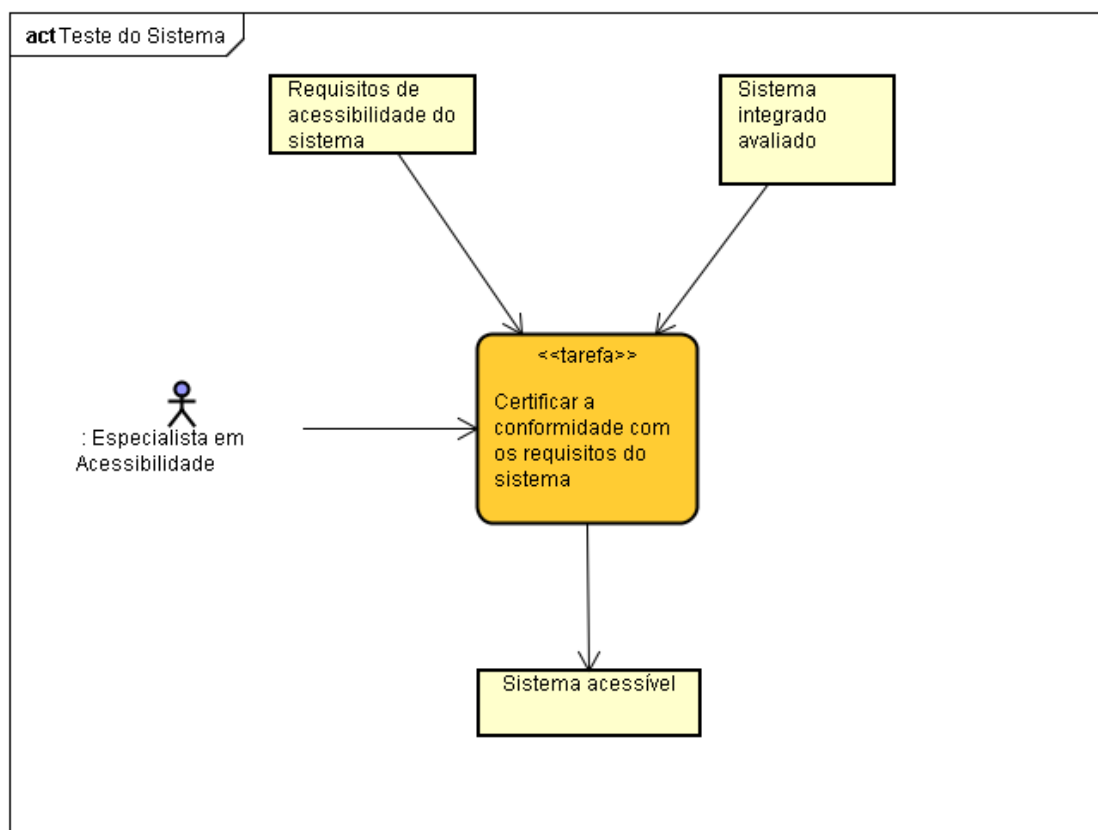 act Teste do Sistema
Requisitos de
acessibilidade do
sistema
Sistema
integrado
avaliado
<<tarefa>>
Certificar a
conformidade com
os requisitos do
sistema
: Especialista em
Acessibilidade
Sistema acessível